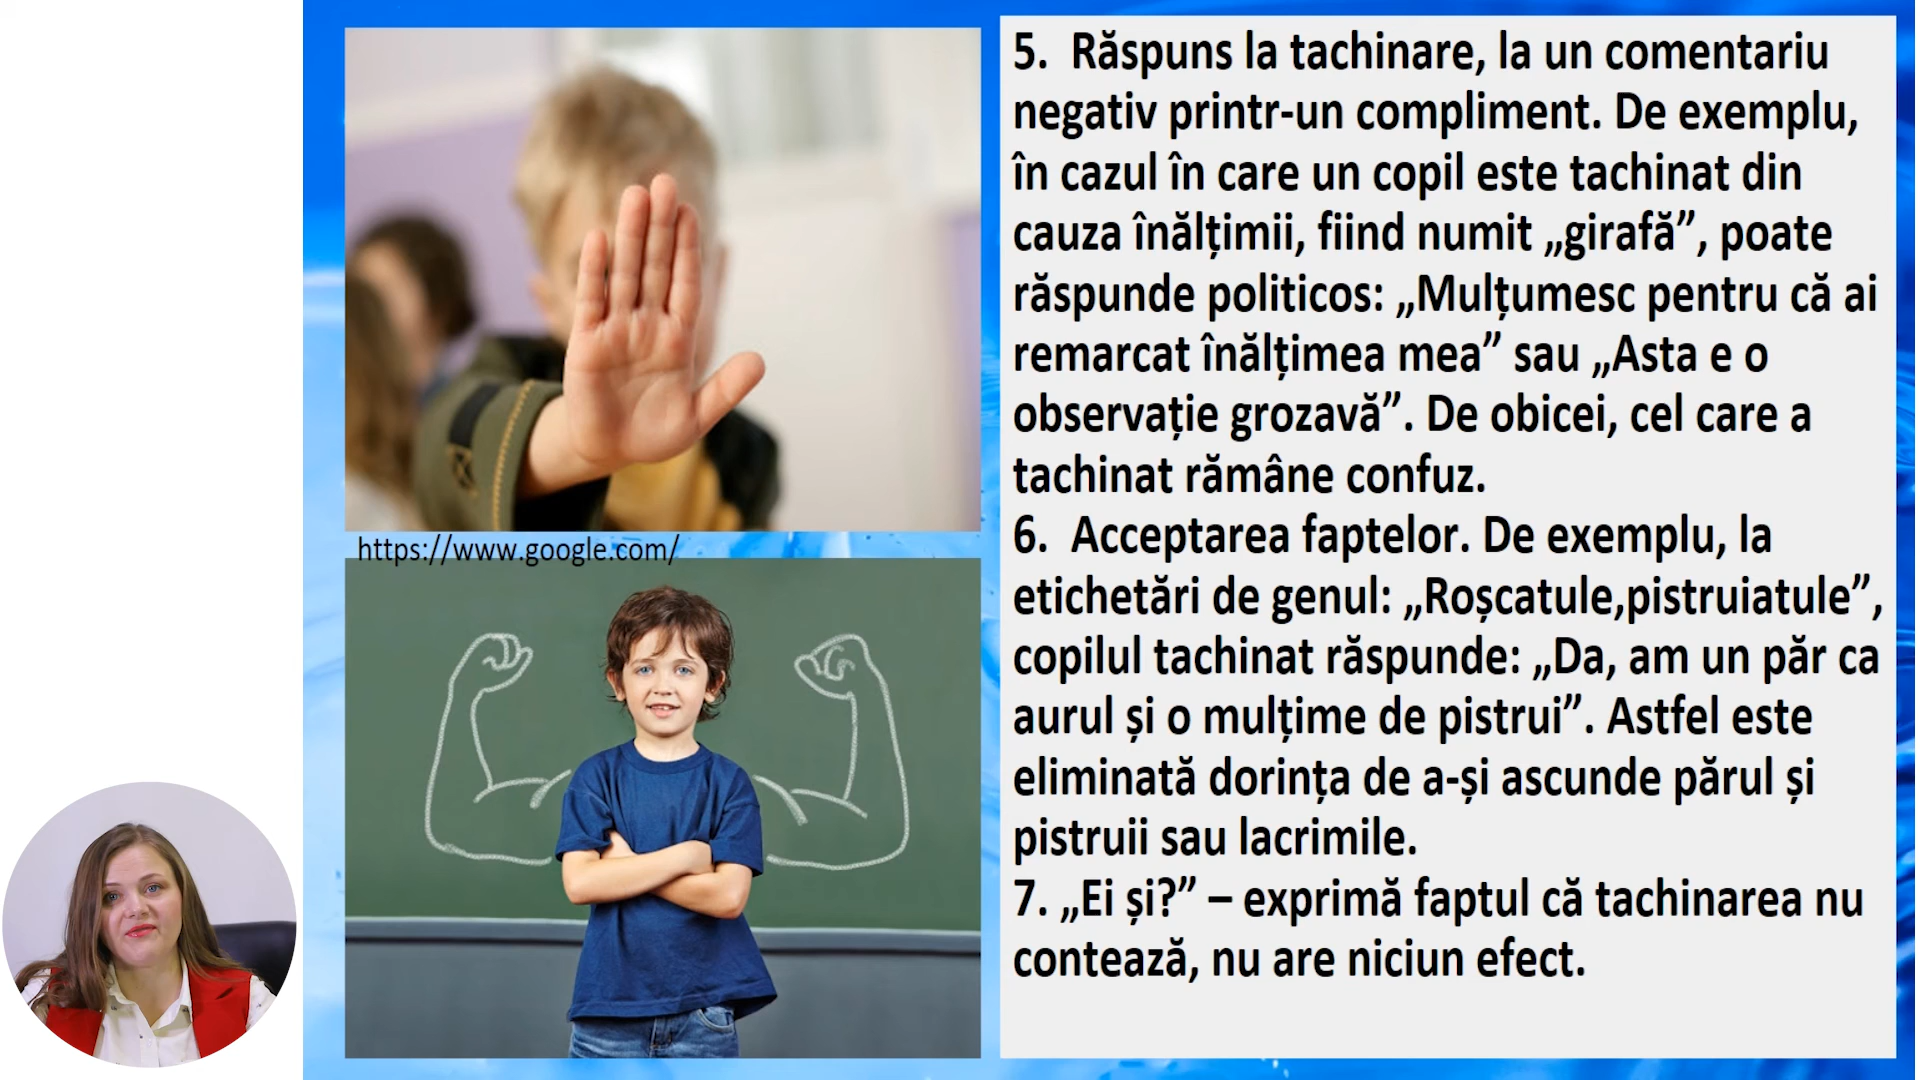 5. Răspuns la tachinare, la un comentariu
negativ printr-un compliment. De exemplu,
în cazul în care un copil este tachinat din
cauza înălțimii, fiind numit „girafă”, poate
răspunde politicos: „Mulțumesc pentru că ai
remarcat înălțimea mea” sau „Asta e o
observație grozavă”. De obicei, cel care a
tachinat rămâne confuz.
6. Acceptarea faptelor. De exemplu, la
etichetări de genul: „Roșcatule,pistruiatule”,
copilul tachinat răspunde: „Da, am un păr ca
aurul și o mulțime de pistrui”. Astfel este
eliminată dorința de a-și ascunde părul și
pistruii sau lacrimile.
7. „Ei și?” – exprimă faptul că tachinarea nu
contează, nu are niciun efect.
https://www.google.com/